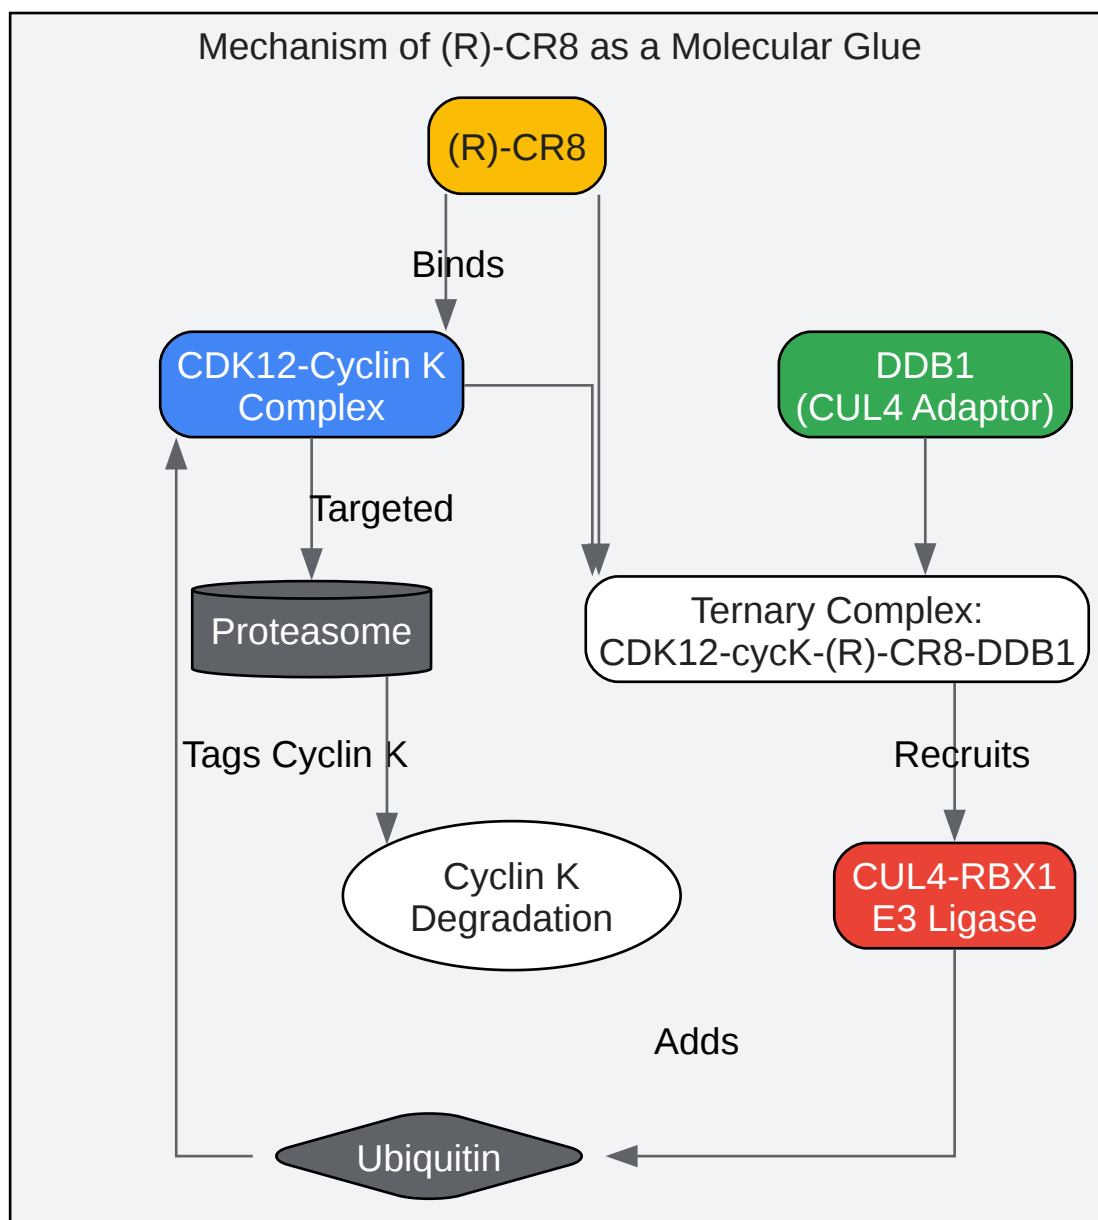 Mechanism of (R)-CR8 as a Molecular Glue
(R)-CR8
Binds
CDK12-Cyclin K
Complex
DDB1
(CUL4 Adaptor)
Targeted
Proteasome
Ternary Complex:
CDK12-cycK-(R)-CR8-DDB1
Tags Cyclin K
Recruits
Cyclin K
Degradation
CUL4-RBX1
E3 Ligase
Adds
Ubiquitin